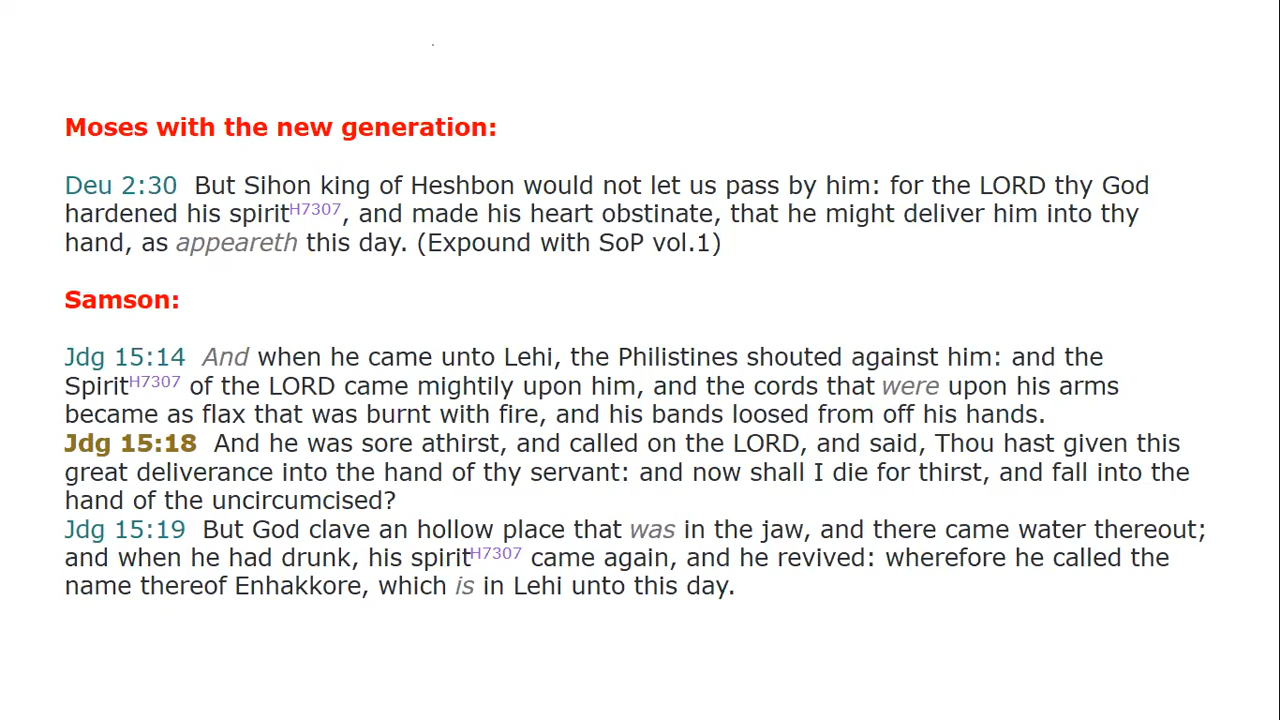 Moses with the new generation:
Deu 2:30  But Sihon king of Heshbon would not let us pass by him: for the LORD thy God
hardened his spiritH7307, and made his heart obstinate, that he might deliver him into thy
hand, as appeareth this day. (Expound with SoP vol.1)
Samson:
Jdg 15:14  And when he came unto Lehi, the Philistines shouted against him: and the
SpiritH7307 of the LORD came mightily upon him, and the cords that were upon his arms
became as flax that was burnt with fire, and his bands loosed from off his hands.
Jdg 15:18  And he was sore athirst, and called on the LORD, and said, Thou hast given this
great deliverance into the hand of thy servant: and now shall I die for thirst, and fall into the
hand of the uncircumcised?
Jdg 15:19  But God clave an hollow place that was in the jaw, and there came water thereout;
and when he had drunk, his spiritH7307 came again, and he revived: wherefore he called the
name thereof Enhakkore, which is in Lehi unto this day.